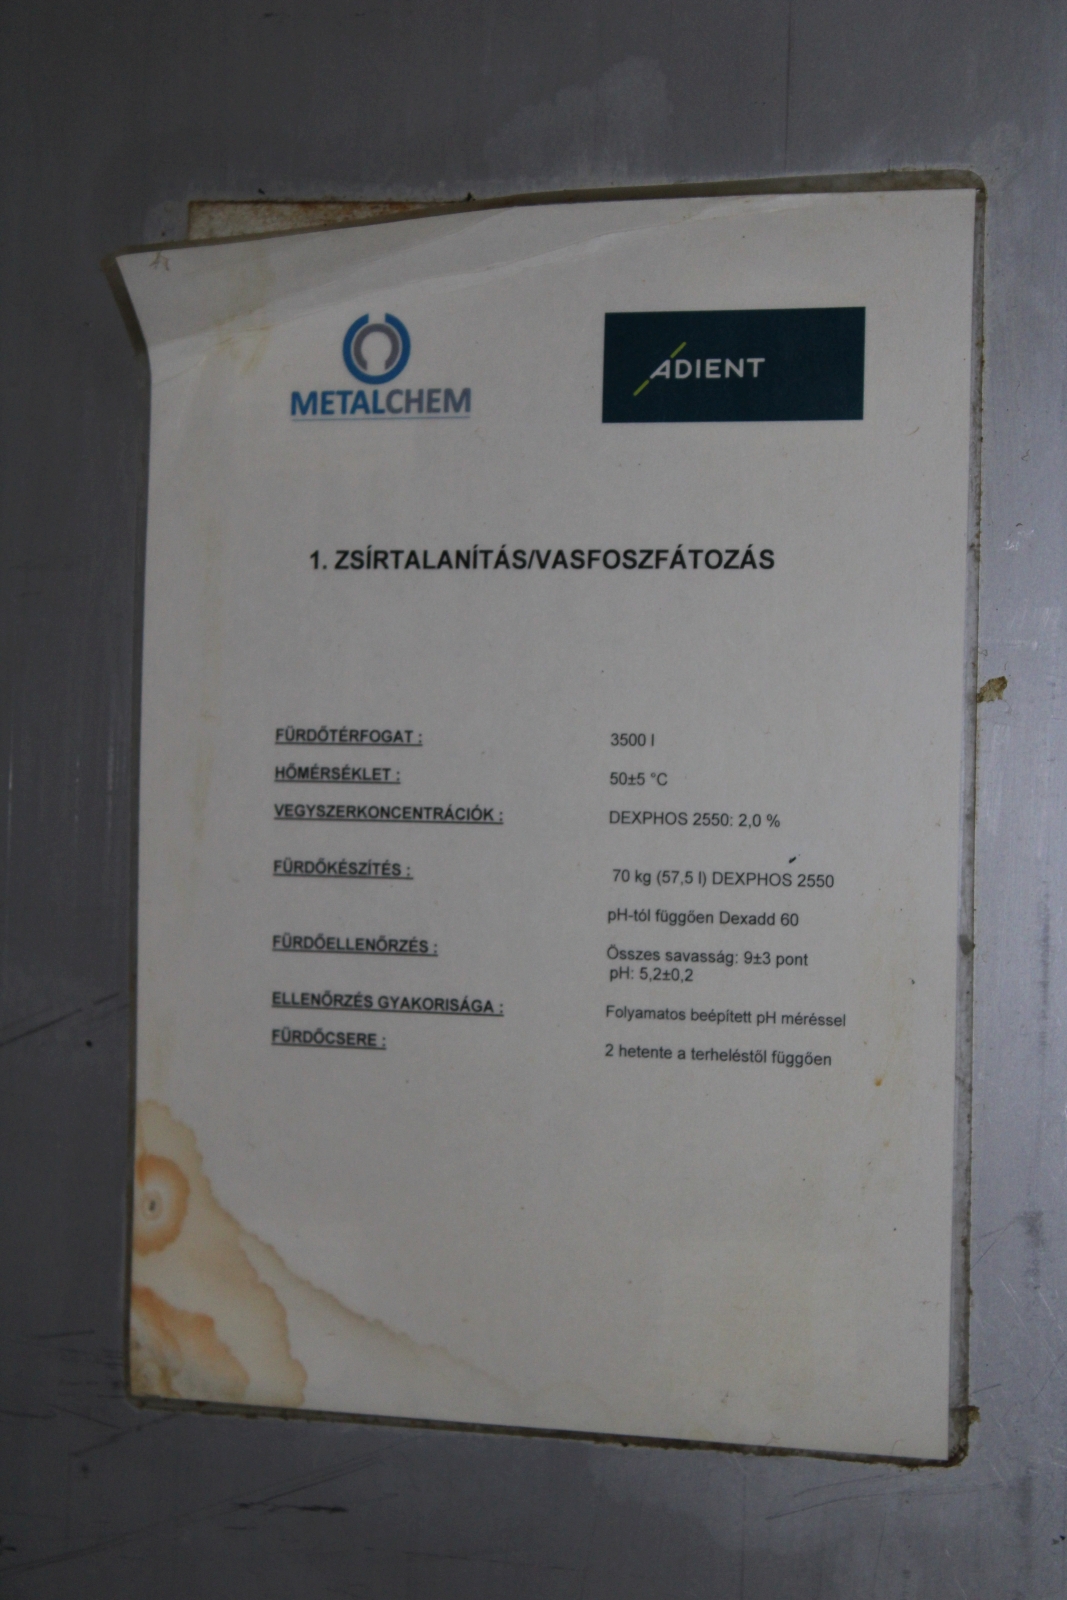 METALCHEM
ADIENT
1. ZSÍRTALANÍTÁS/VASFOSZFÁTOZÁS
FÜRDŐTÉRFOGAT : 3500 l
HŐMÉRSÉKLET : 50±5 °C
VEGYSZERKONCENTRÁCIÓK : DEXPHOS 2550: 2,0 %
FÜRDŐKÉSZÍTÉS : 70 kg (57,5 l) DEXPHOS 2550
pH-tól függően Dexadd 60
FÜRDŐELLENŐRZÉS : Összes savasság: 9±3 pont
pH: 5,2±0,2
ELLENŐRZÉS GYAKORISÁGA : Folyamatos beépített pH méréssel
FÜRDŐCSERE : 2 hetente a terheléstől függően